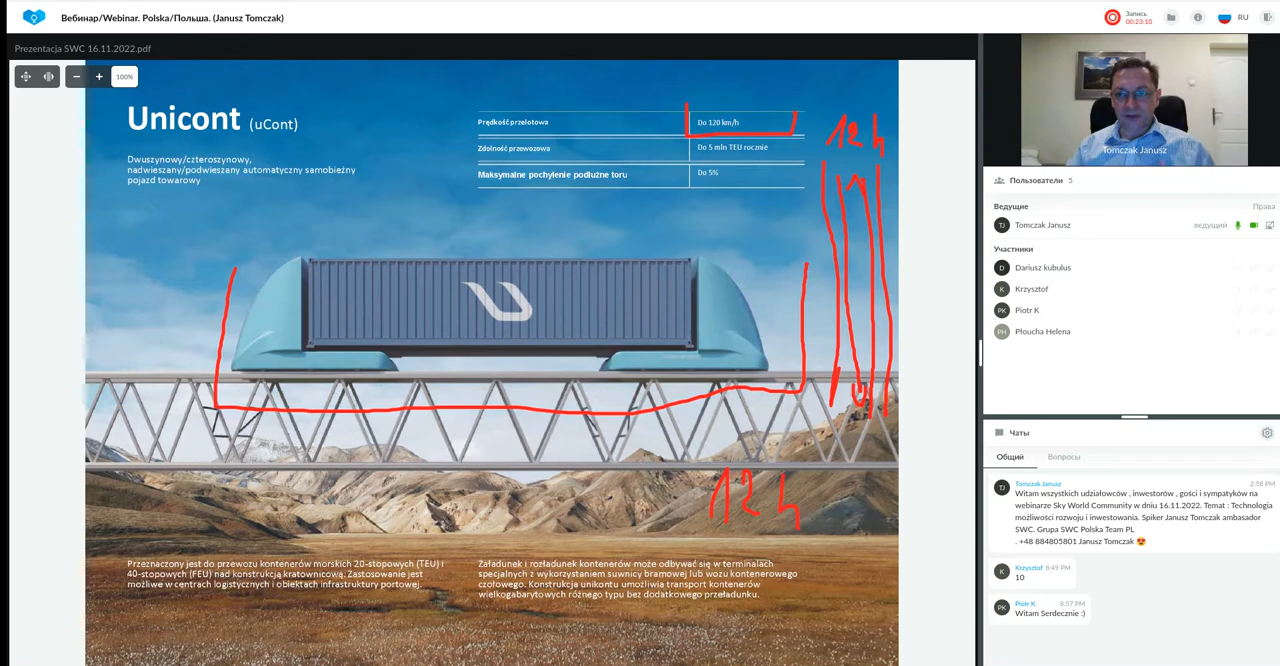 Вебинар/Webinar. Polska/Польша. (Janusz Tomczak)
Запись
00:23:10
RU
Prezentacja SWC 16.11.2022.pdf
100%
Unicont (uCont)
Dwuszynowy/czteroszynowy,
nadwieszany/podwieszany automatyczny samobieżny
pojazd towarowy
Prędkość przelotowa Do 120 km/h
Zdolność przewozowa Do 5 mln TEU rocznie
Maksymalne pochylenie podłużne toru Do 5%
12 h
12 h
Przeznaczony jest do przewozu kontenerów morskich 20-stopowych (TEU) i
40-stopowych (FEU) nad konstrukcją kratownicową. Zastosowanie jest
możliwe w centrach logistycznych i obiektach infrastruktury portowej.
Załadunek i rozładunek kontenerów może odbywać się w terminalach
specjalnych z wykorzystaniem suwnicy bramowej lub wozu kontenerowego
czołowego. Konstrukcja unikontu umożliwia transport kontenerów
wielkogabarytowych różnego typu bez dodatkowego przeładunku.
Tomczak Janusz
Пользователи 5
Ведущие Права
TJ Tomczak Janusz ведущий
Участники
D Dariusz kubulus
K Krzysztof
PK Piotr K
PH Płoucha Helena
Чаты
Общий Вопросы
TJ Tomczak Janusz 2:58 PM
Witam wszystkich udziałowców , inwestorów , gości i sympatyków na
webinarze Sky World Community w dniu 16.11.2022. Temat : Technologia
możliwości rozwoju i inwestowania. Spiker Janusz Tomczak ambasador
SWC. Grupa SWC Polska Team PL
. +48 884805801 Janusz Tomczak 😍
K Krzysztof 8:49 PM
10
PK Piotr K 8:57 PM
Witam Serdecznie :)